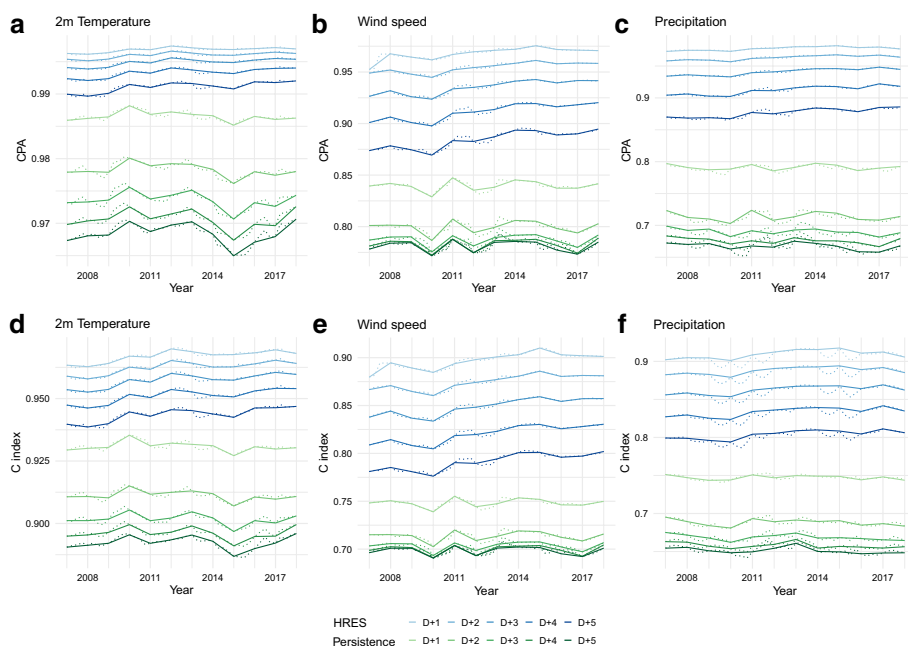 a 2m Temperature
b Wind speed
c Precipitation
CPA
0.99
0.98
0.97
2008 2011 2014 2017
Year
CPA
0.95
0.90
0.85
0.80
2008 2011 2014 2017
Year
CPA
0.9
0.8
0.7
2008 2011 2014 2017
Year
d 2m Temperature
e Wind speed
f Precipitation
C index
0.950
0.925
0.900
2008 2011 2014 2017
Year
C index
0.90
0.85
0.80
0.75
0.70
2008 2011 2014 2017
Year
C index
0.9
0.8
0.7
2008 2011 2014 2017
Year
HRES D+1 D+2 D+3 D+4 D+5
Persistence D+1 D+2 D+3 D+4 D+5